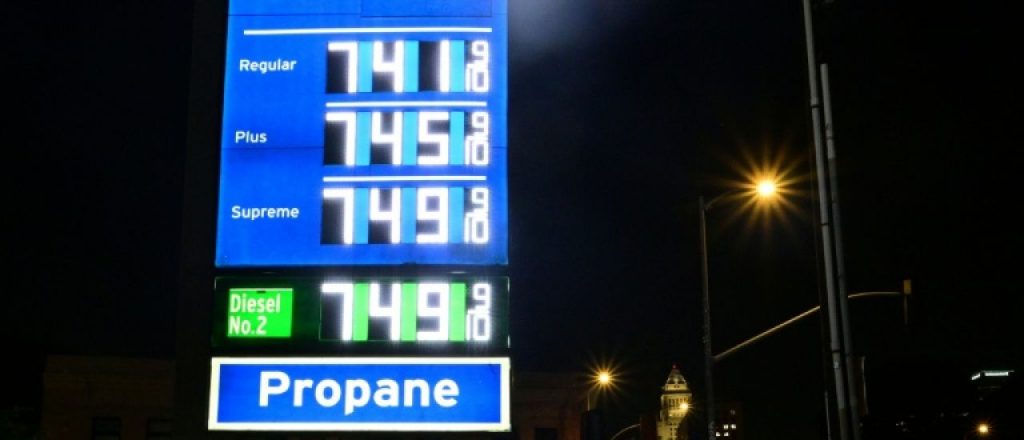 Regular 741 9/10
Plus 745 9/10
Supreme 749 9/10
Diesel
No.2
749 9/10
Propane